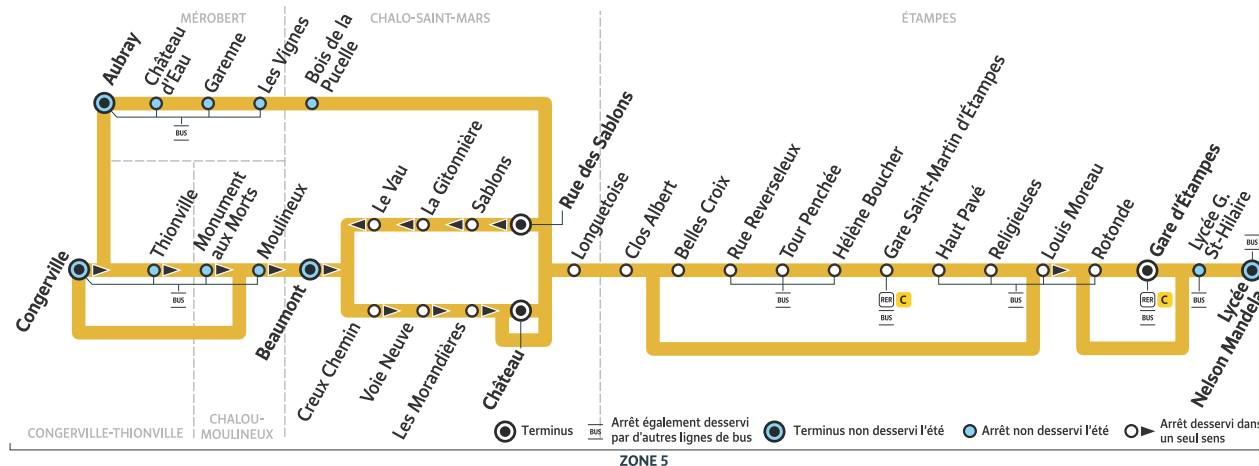 MÉROBERT
CHALO-SAINT-MARS
ÉTAMPES
Aubray
Château
d'Eau
Garenne
Les Vignes
Bois de la
Pucelle
BUS
Le Vau
La Gitonnière
Sablons
Rue des Sablons
Congerville
Thionville
Monument
aux Morts
Moulineux
BUS
Beaumont
Creux Chemin
Voie Neuve
Les Morandières
Château
Longuetoise
Clos Albert
Belles Croix
Rue Reverseleux
Tour Penchée
Hélène Boucher
BUS
Gare Saint-Martin d'Étampes
RER C
BUS
Haut Pavé
Religieuses
Louis Moreau
Rotonde
BUS
Gare d'Étampes
RER C
BUS
Lycée G.
St-Hilaire
BUS
BUS
Lycée
Nelson Mandela
CONGERVILLE-THIONVILLE
CHALOU-
MOULINEUX
Terminus
BUS
Arrêt également desservi
par d'autres lignes de bus
Terminus non desservi l'été
Arrêt non desservi l'été
Arrêt desservi dans
un seul sens
ZONE 5